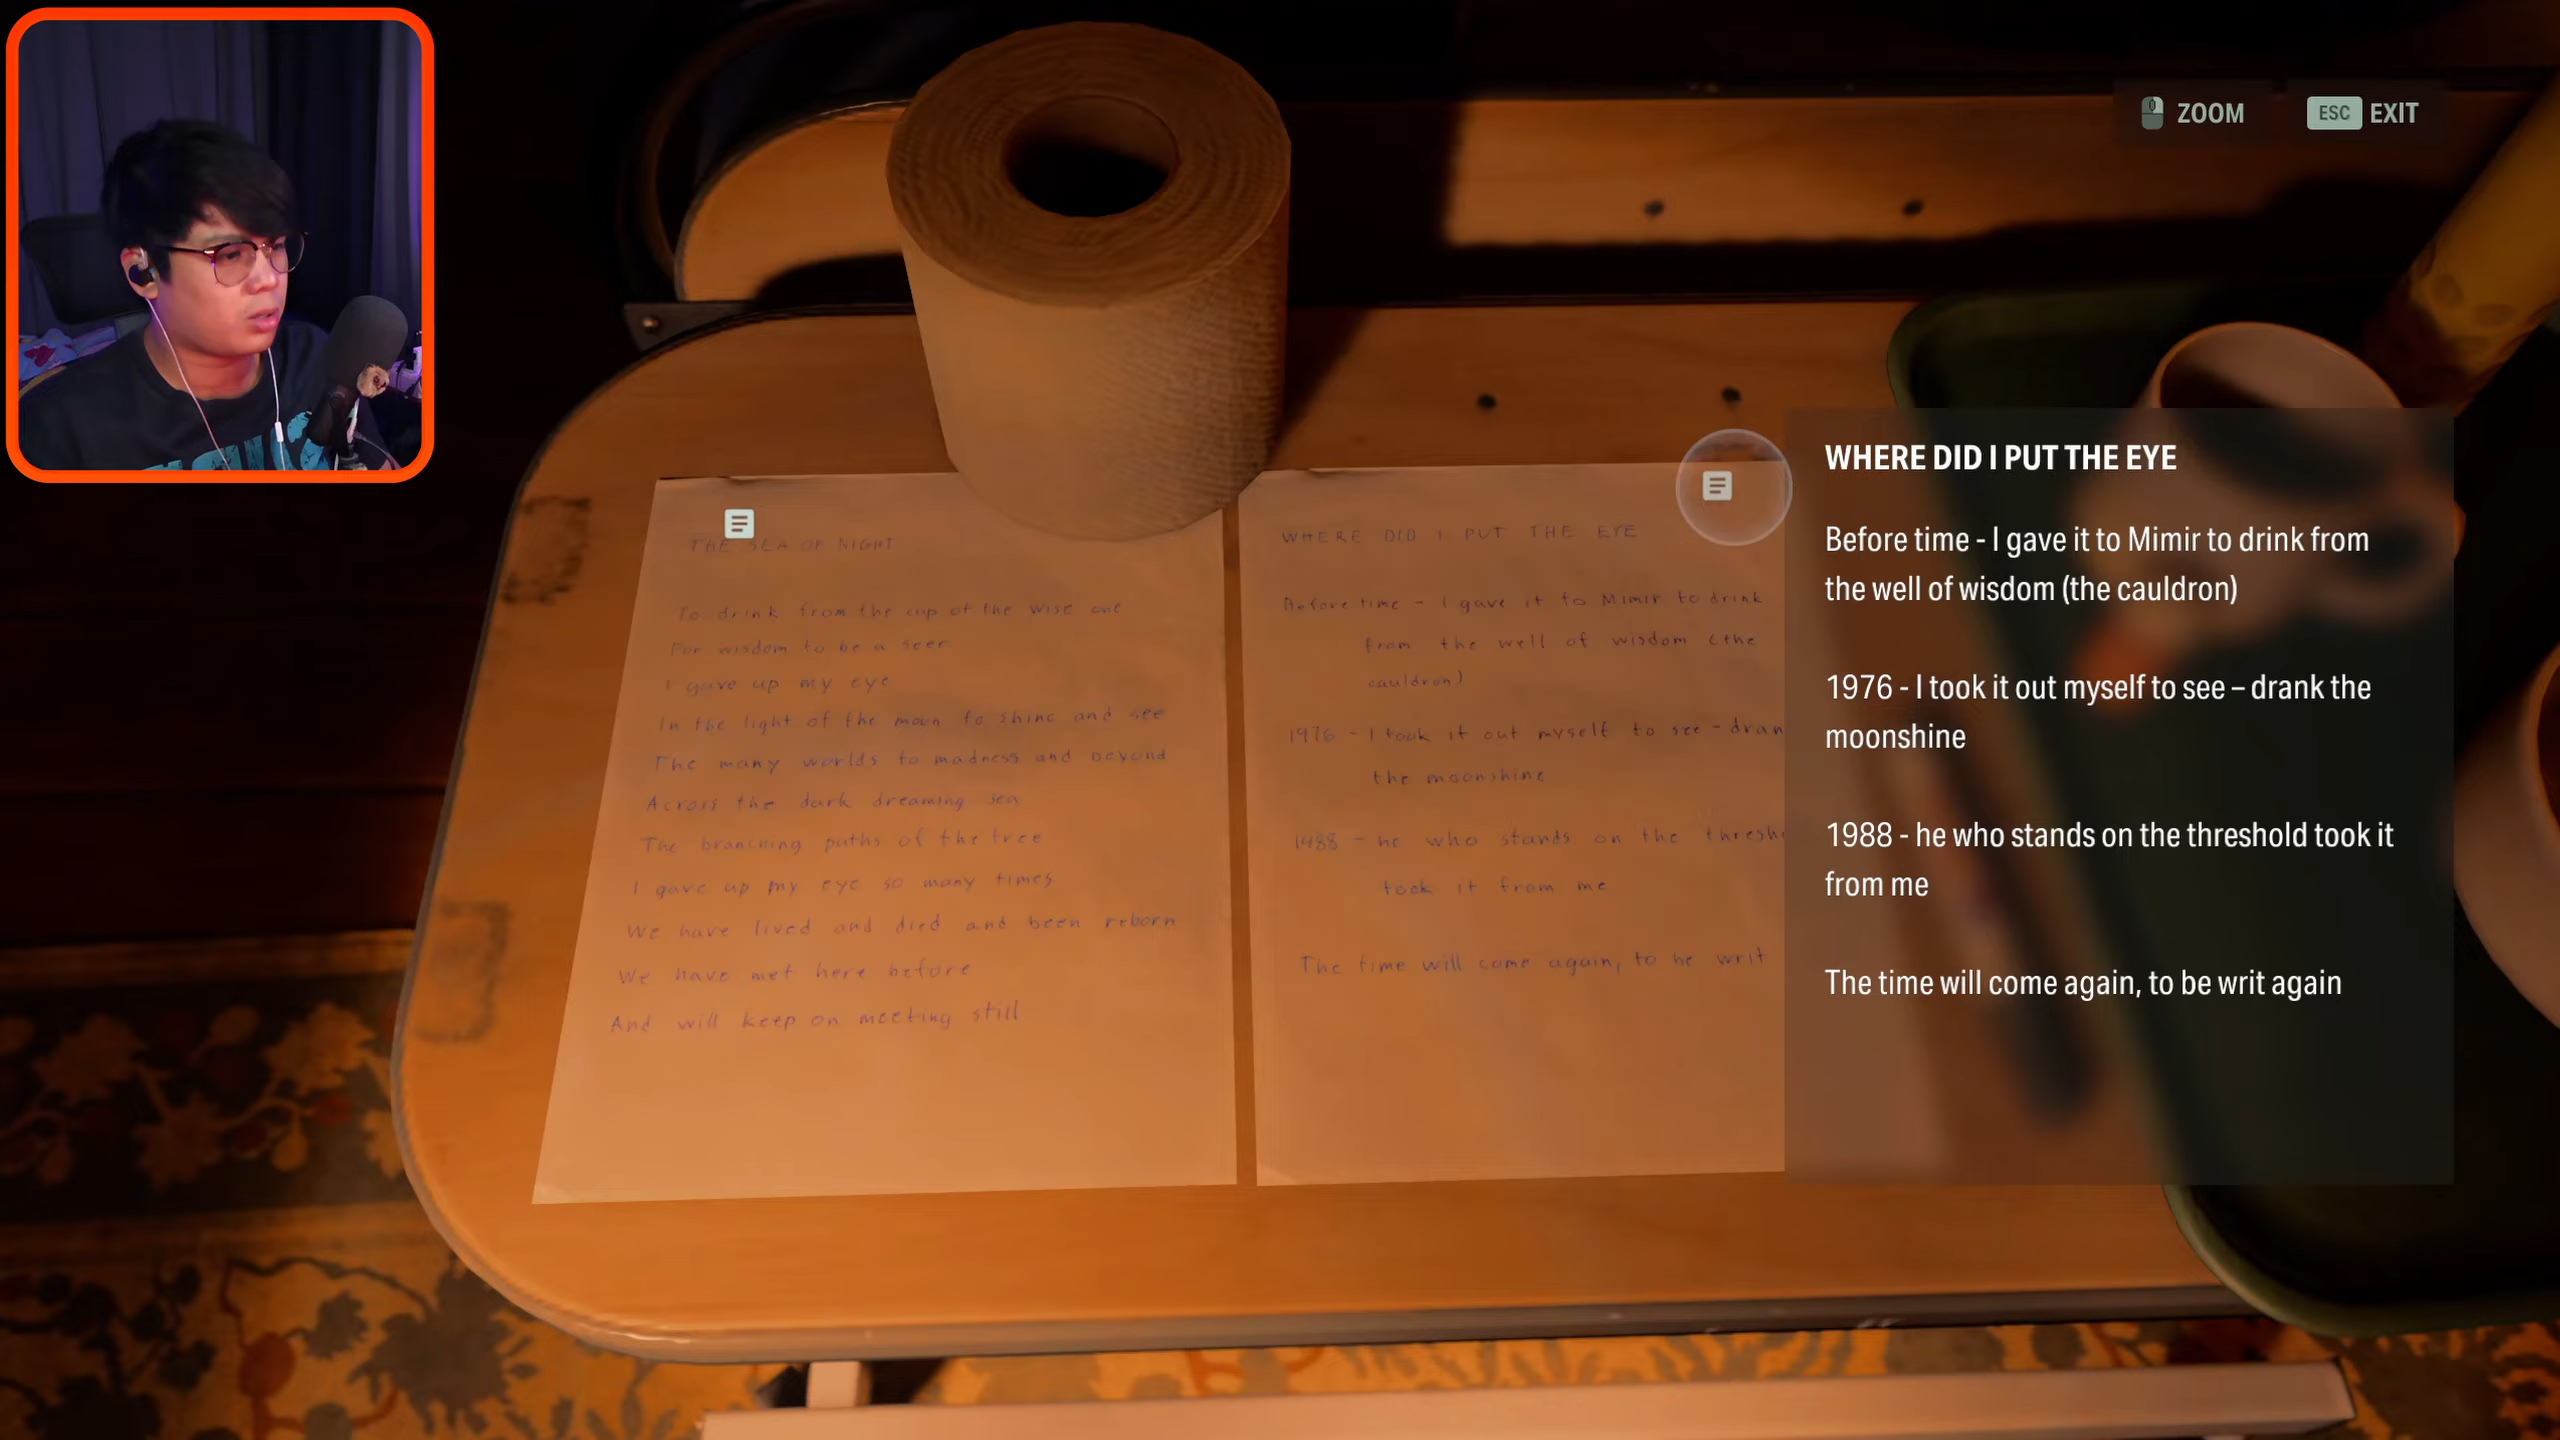 ZOOM
ESC EXIT
THE SEA OF NIGHT
To drink from the cup of the wise one
For wisdom to be a seer
I gave up my eye
In the light of the moon to shine and see
The many worlds to madness and beyond
Across the dark dreaming sea
The branching paths of the tree
I gave up my eye so many times
We have lived and died and been reborn
We have met here before
And will keep on meeting still
WHERE DID I PUT THE EYE
Before time - I gave it to Mimir to drink
from the well of wisdom (the
cauldron)
1976 - I took it out myself to see - dran
the moonshine
1988 - he who stands on the thresh
took it from me
The time will come again, to be writ
WHERE DID I PUT THE EYE
Before time - I gave it to Mimir to drink from
the well of wisdom (the cauldron)
1976 - I took it out myself to see – drank the
moonshine
1988 - he who stands on the threshold took it
from me
The time will come again, to be writ again